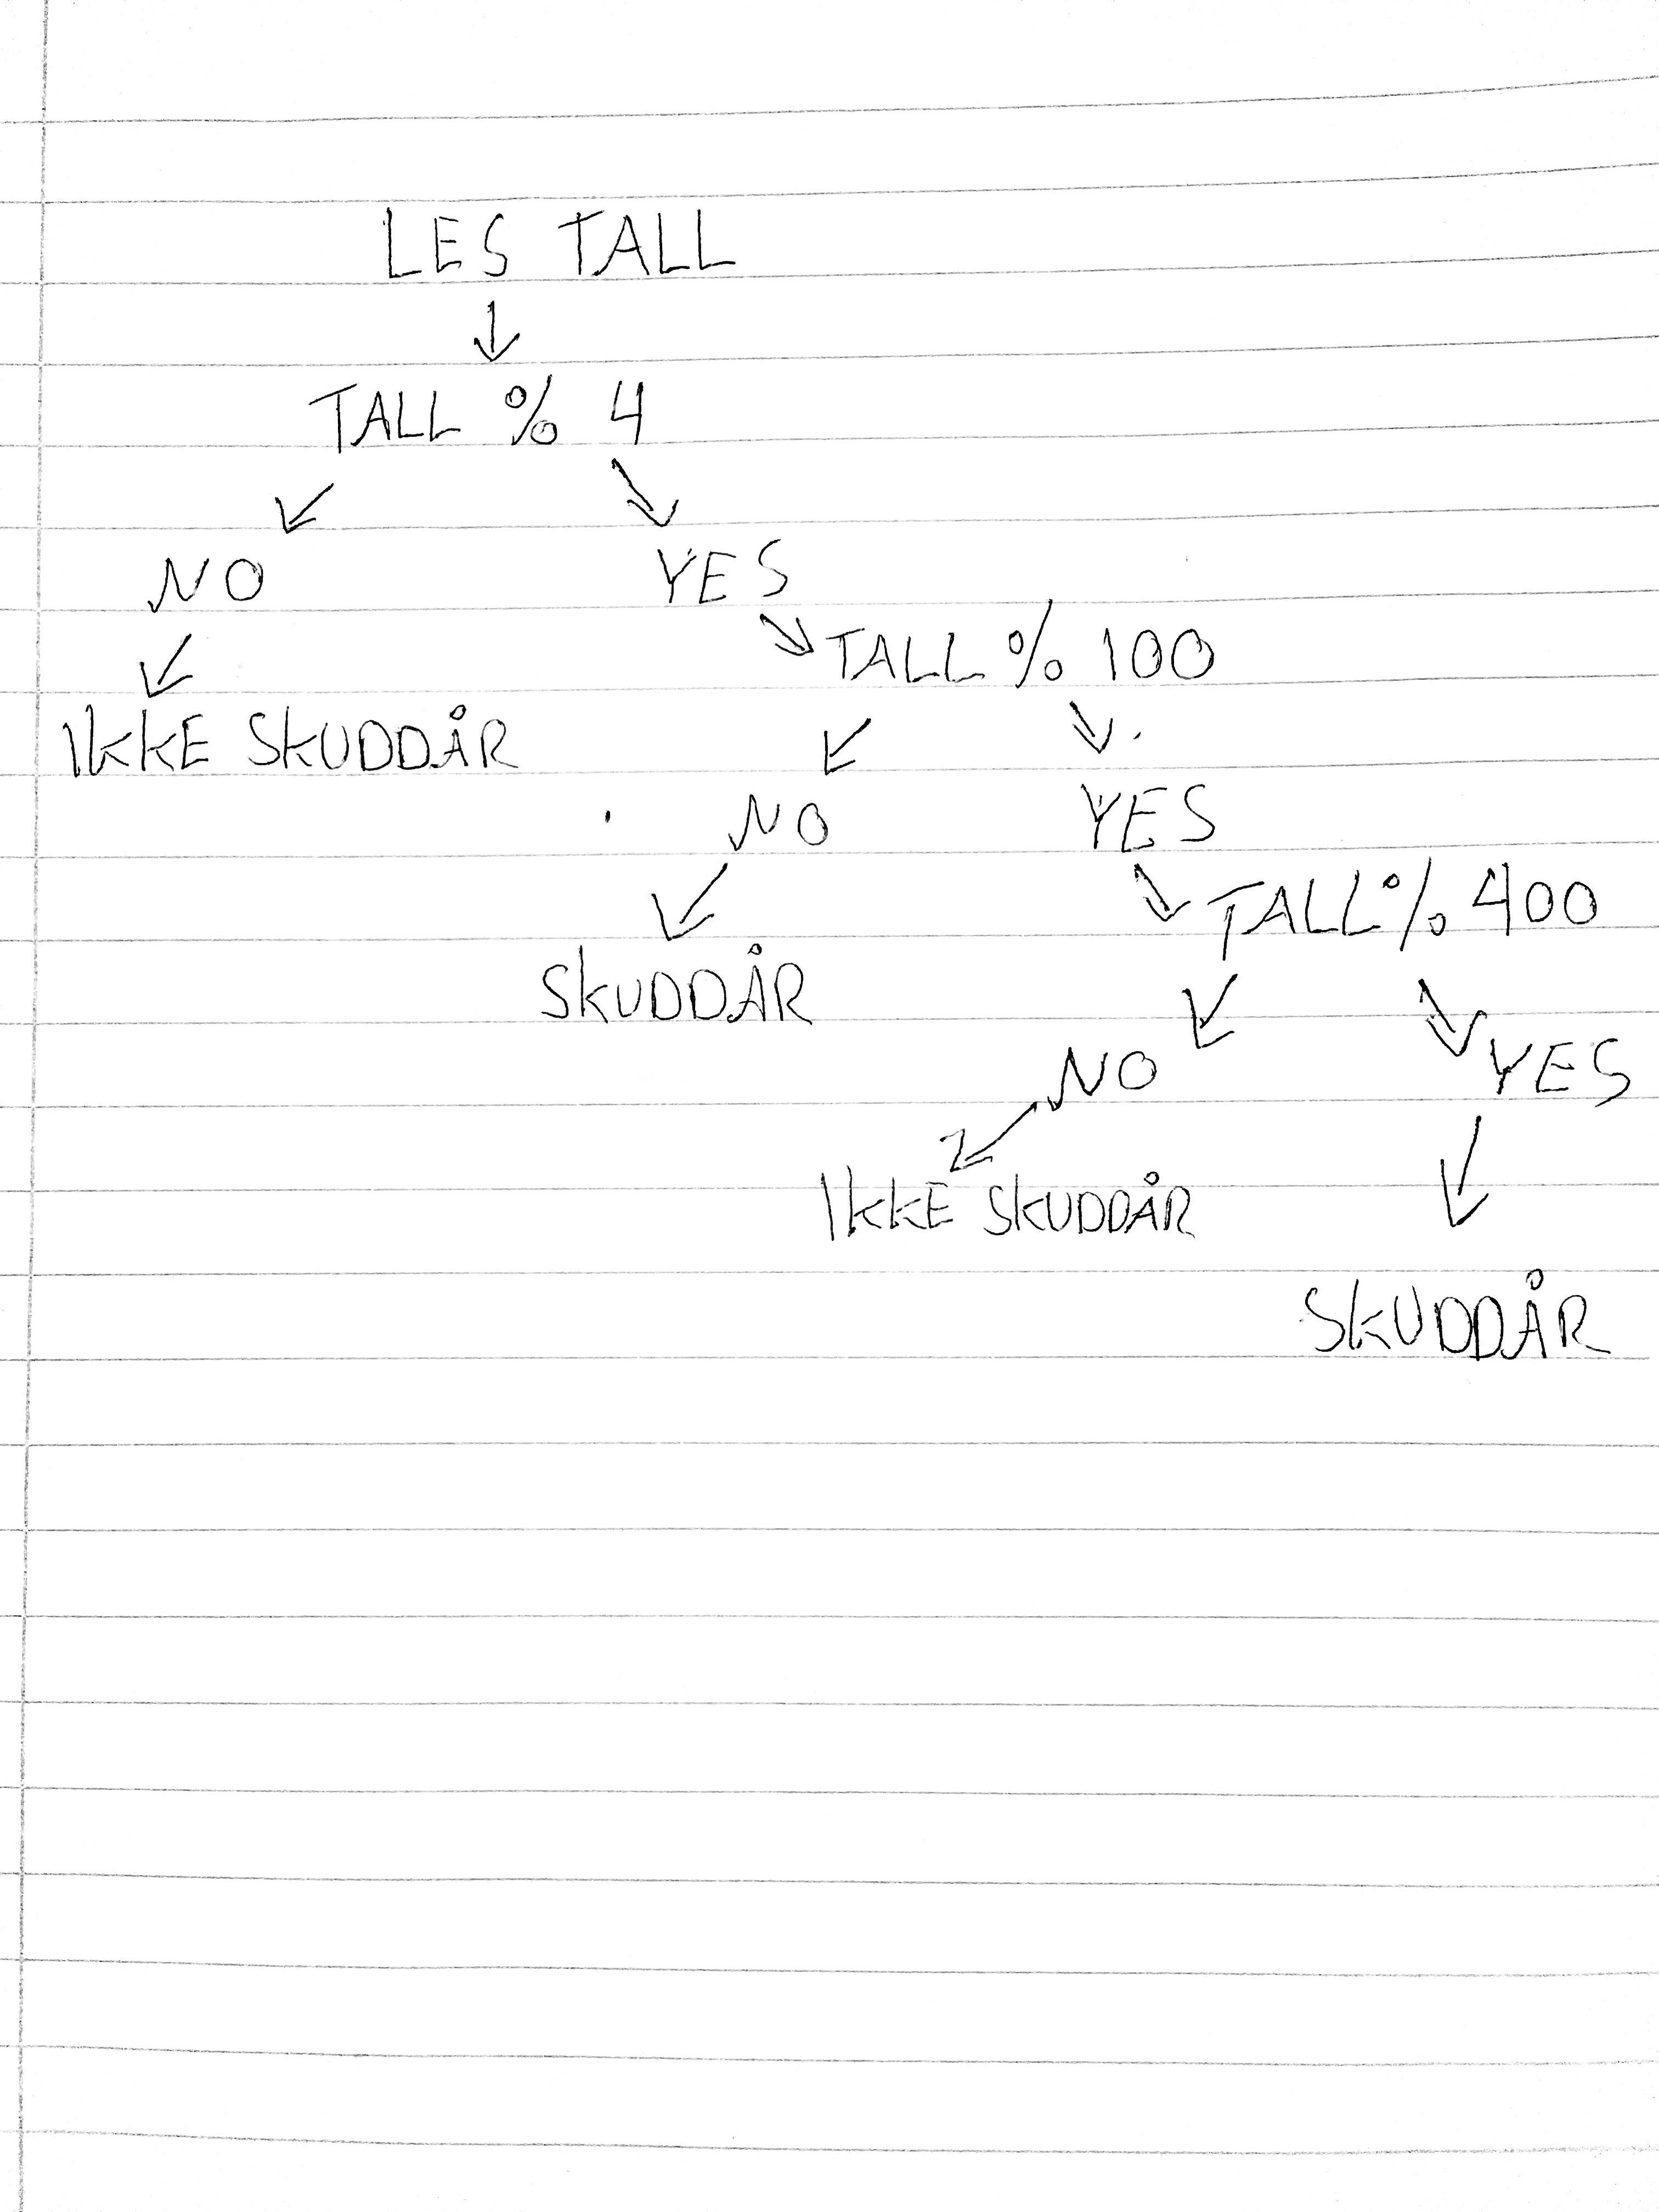 LES TALL
TALL % 4
NO YES
TALL % 100
IKKE SKUDDÅR
NO YES
TALL % 400
SKUDDÅR
NO YES
IKKE SKUDDÅR
SKUDDÅR